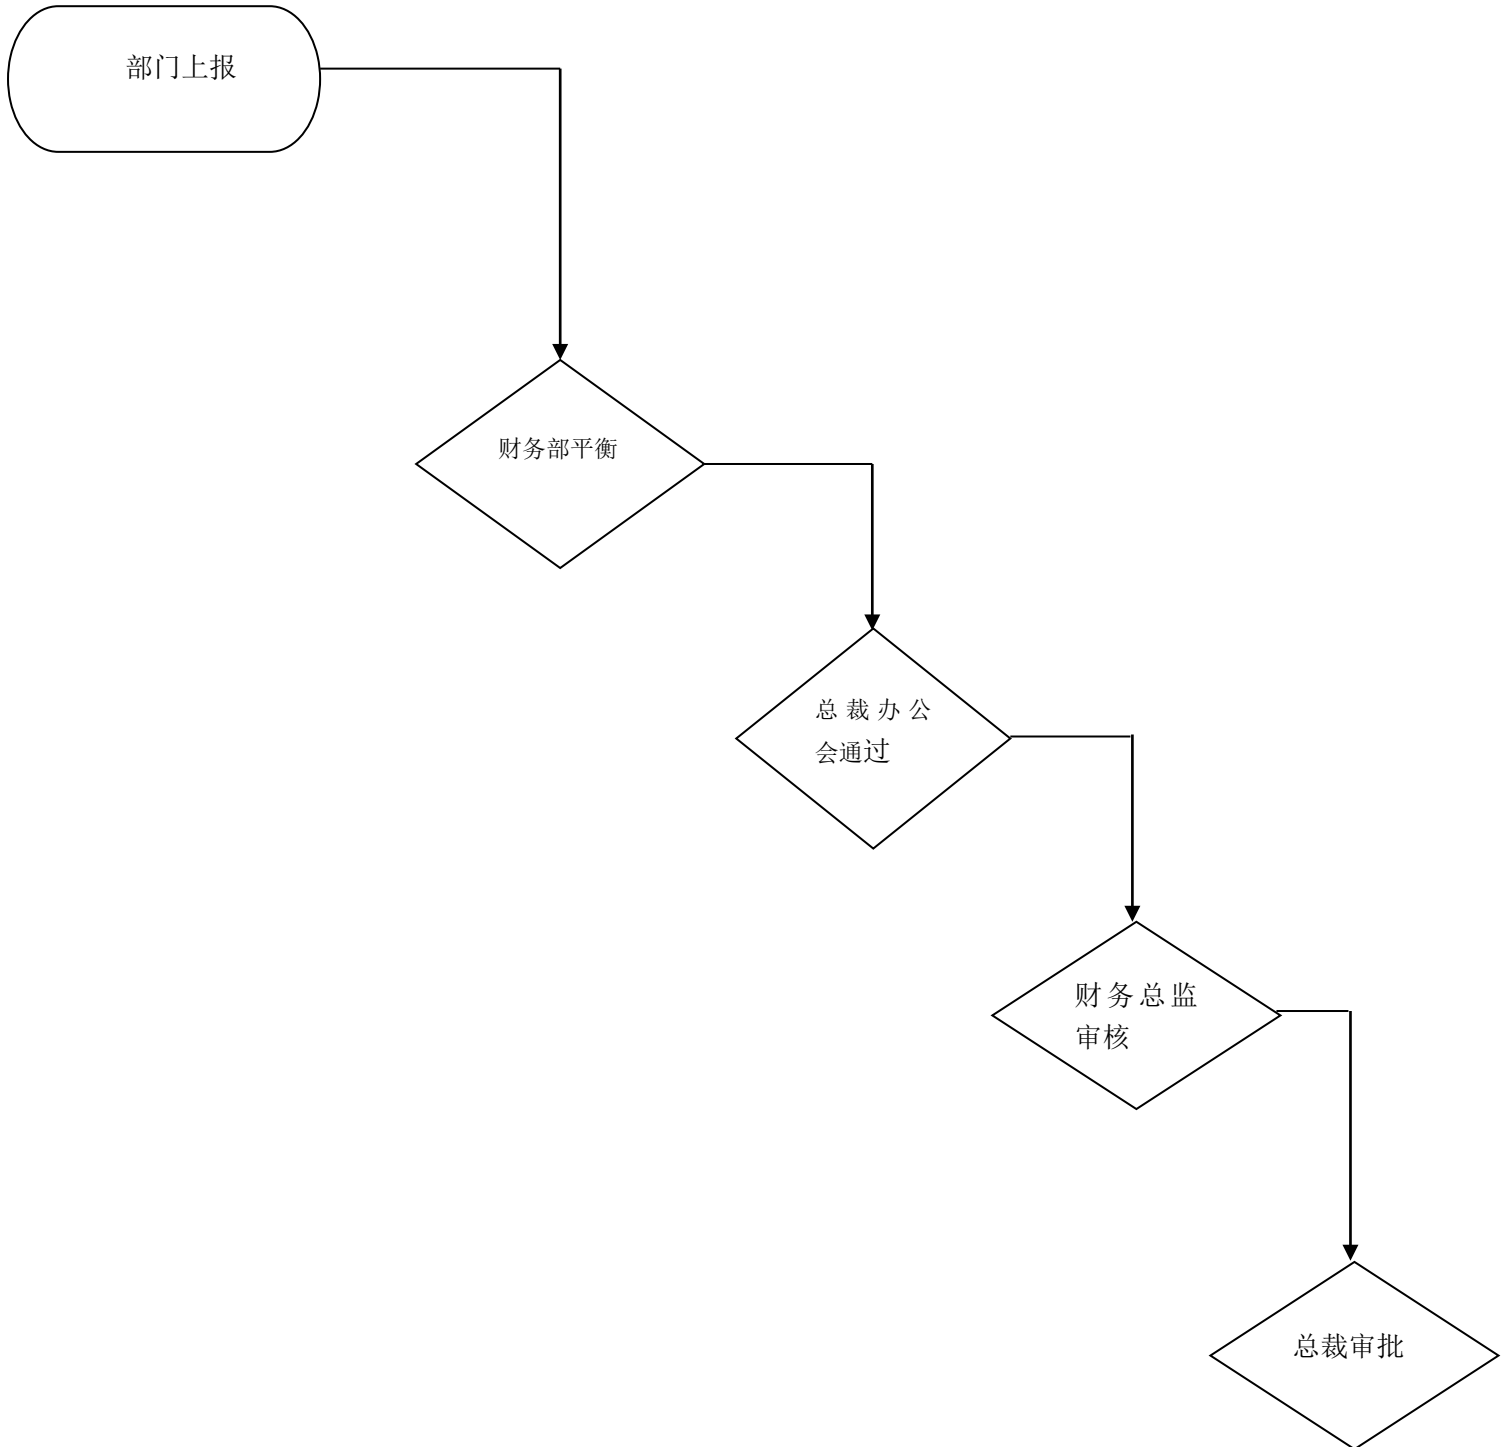 部门上报
财务部平衡
总裁办公
会通过
财务总监
审核
总裁审批